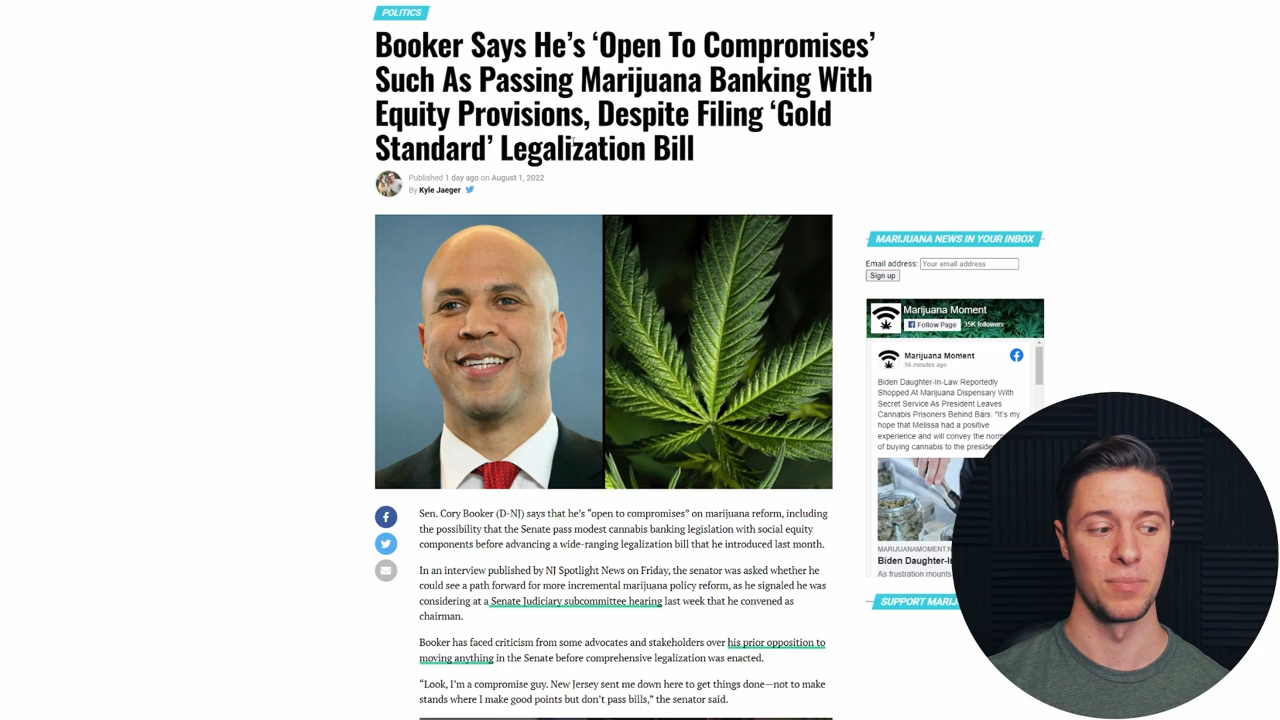 POLITICS
Booker Says He's 'Open To Compromises'
Such As Passing Marijuana Banking With
Equity Provisions, Despite Filing 'Gold
Standard' Legalization Bill
Published 1 day ago on August 1, 2022
By Kyle Jaeger
Sen. Cory Booker (D-NJ) says that he's “open to compromises” on marijuana reform, including
the possibility that the Senate pass modest cannabis banking legislation with social equity
components before advancing a wide-ranging legalization bill that he introduced last month.
In an interview published by NJ Spotlight News on Friday, the senator was asked whether he
could see a path forward for more incremental marijuana policy reform, as he signaled he was
considering at a Senate Judiciary subcommittee hearing last week that he convened as
chairman.
Booker has faced criticism from some advocates and stakeholders over his prior opposition to
moving anything in the Senate before comprehensive legalization was enacted.
“Look, I'm a compromise guy. New Jersey sent me down here to get things done—not to make
stands where I make good points but don't pass bills,” the senator said.
MARIJUANA NEWS IN YOUR INBOX
Email address: Your email address
Sign up
Marijuana Moment
Follow Page 35K followers
Marijuana Moment
56 minutes ago
Biden Daughter-In-Law Reportedly
Shopped At Marijuana Dispensary With
Secret Service As President Leaves
Cannabis Prisoners Behind Bars: "It's my
hope that Melissa had a positive
experience and will convey the
of buying cannabis to the
MARIJUANAMOMENT.N
Biden Daughter-I
As frustration mounts
SUPPORT